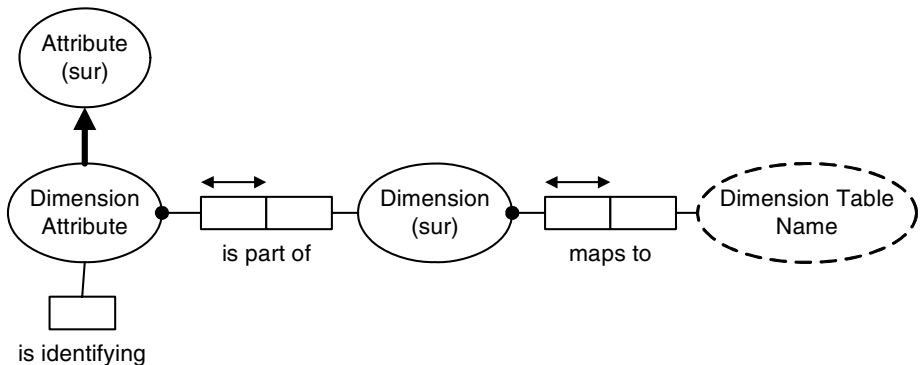 Attribute
(sur)
Dimension
Attribute
is part of
Dimension
(sur)
maps to
Dimension Table
Name
is identifying